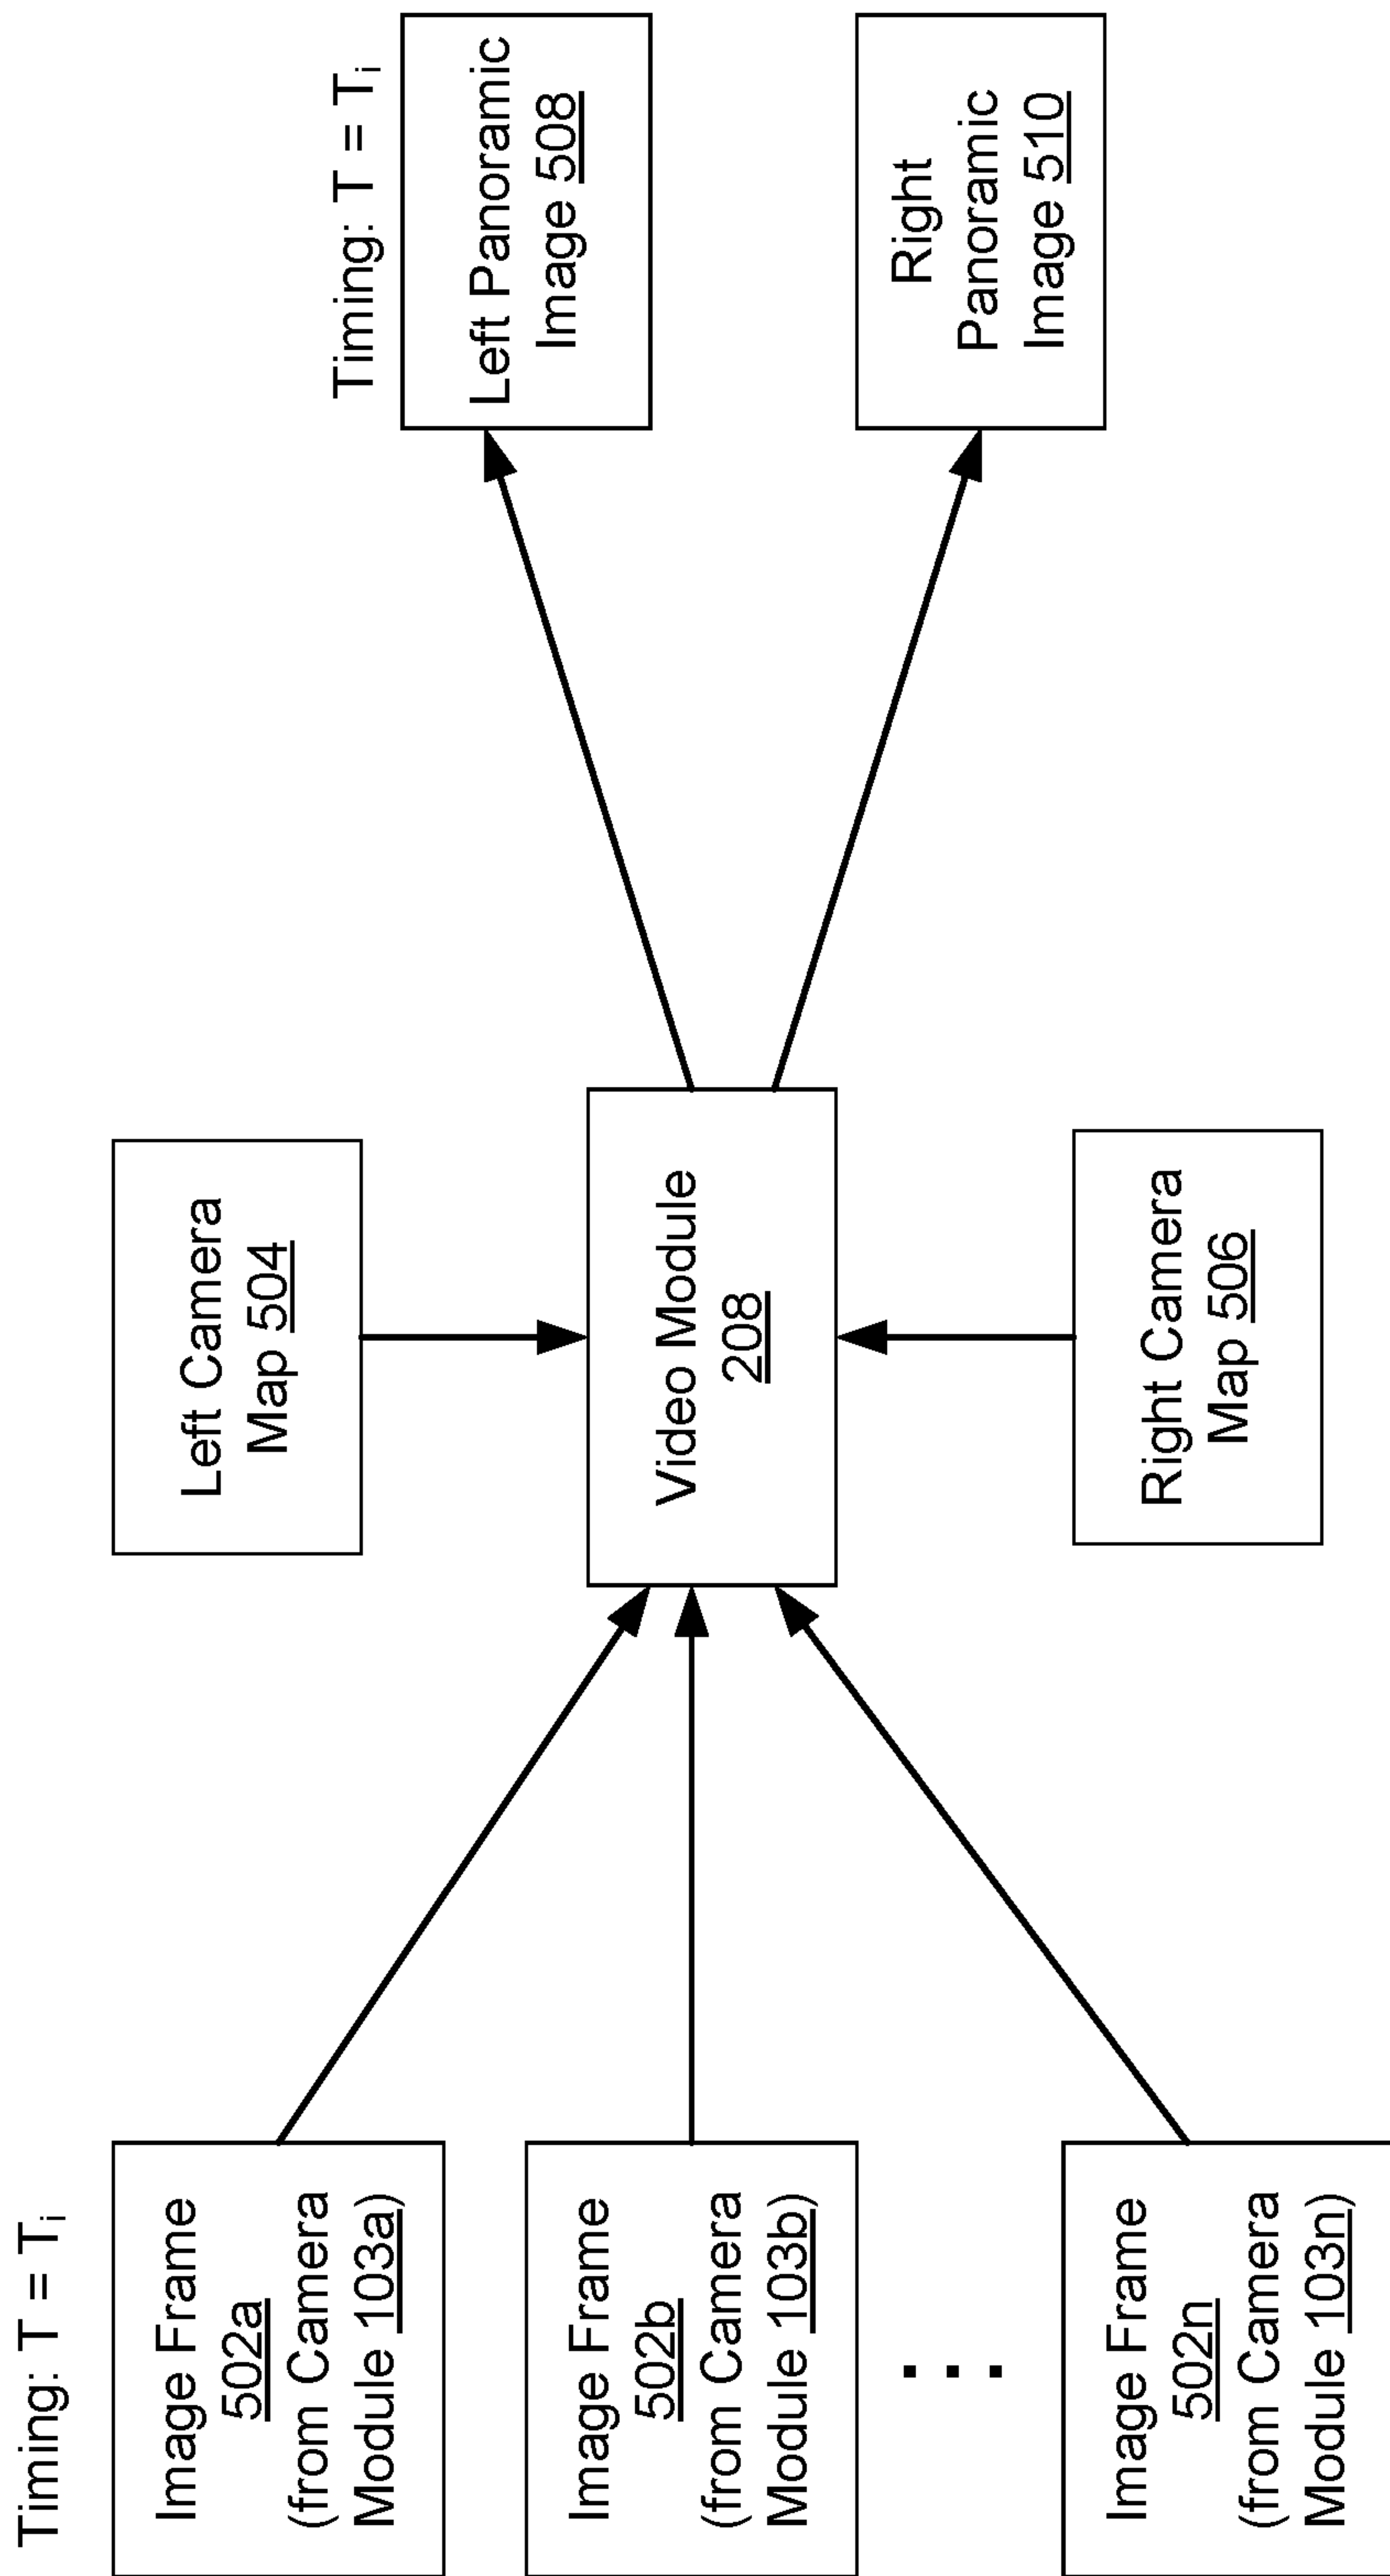 Timing: T = Ti
Image Frame
502a
(from Camera
Module 103a)
Image Frame
502b
(from Camera
Module 103b)
. . .
Image Frame
502n
(from Camera
Module 103n)
Left Camera
Map 504
Video Module
208
Right Camera
Map 506
Timing: T = Ti
Left Panoramic
Image 508
Right
Panoramic
Image 510